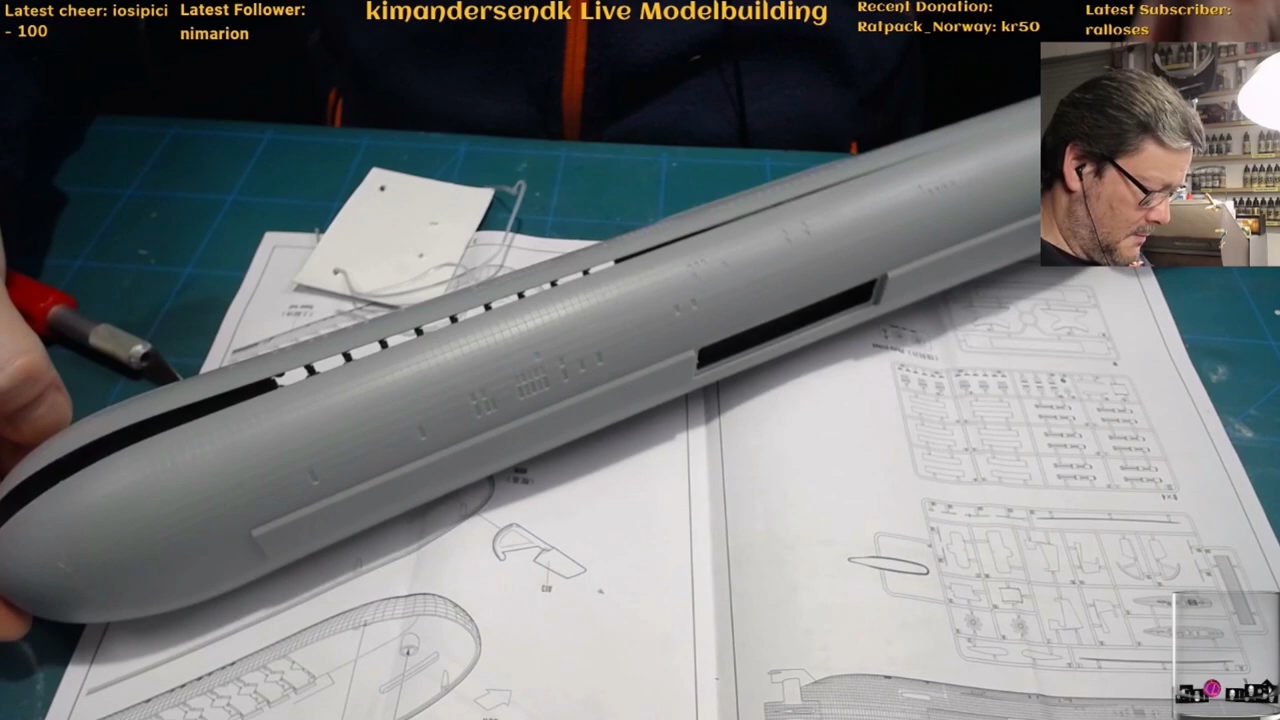 Latest cheer: iosipici
- 100
Latest Follower:
nimarion
kimandersendk Live Modelbuilding
Recent Donation:
Ratpack_Norway: kr50
Latest Subscriber:
ralloses